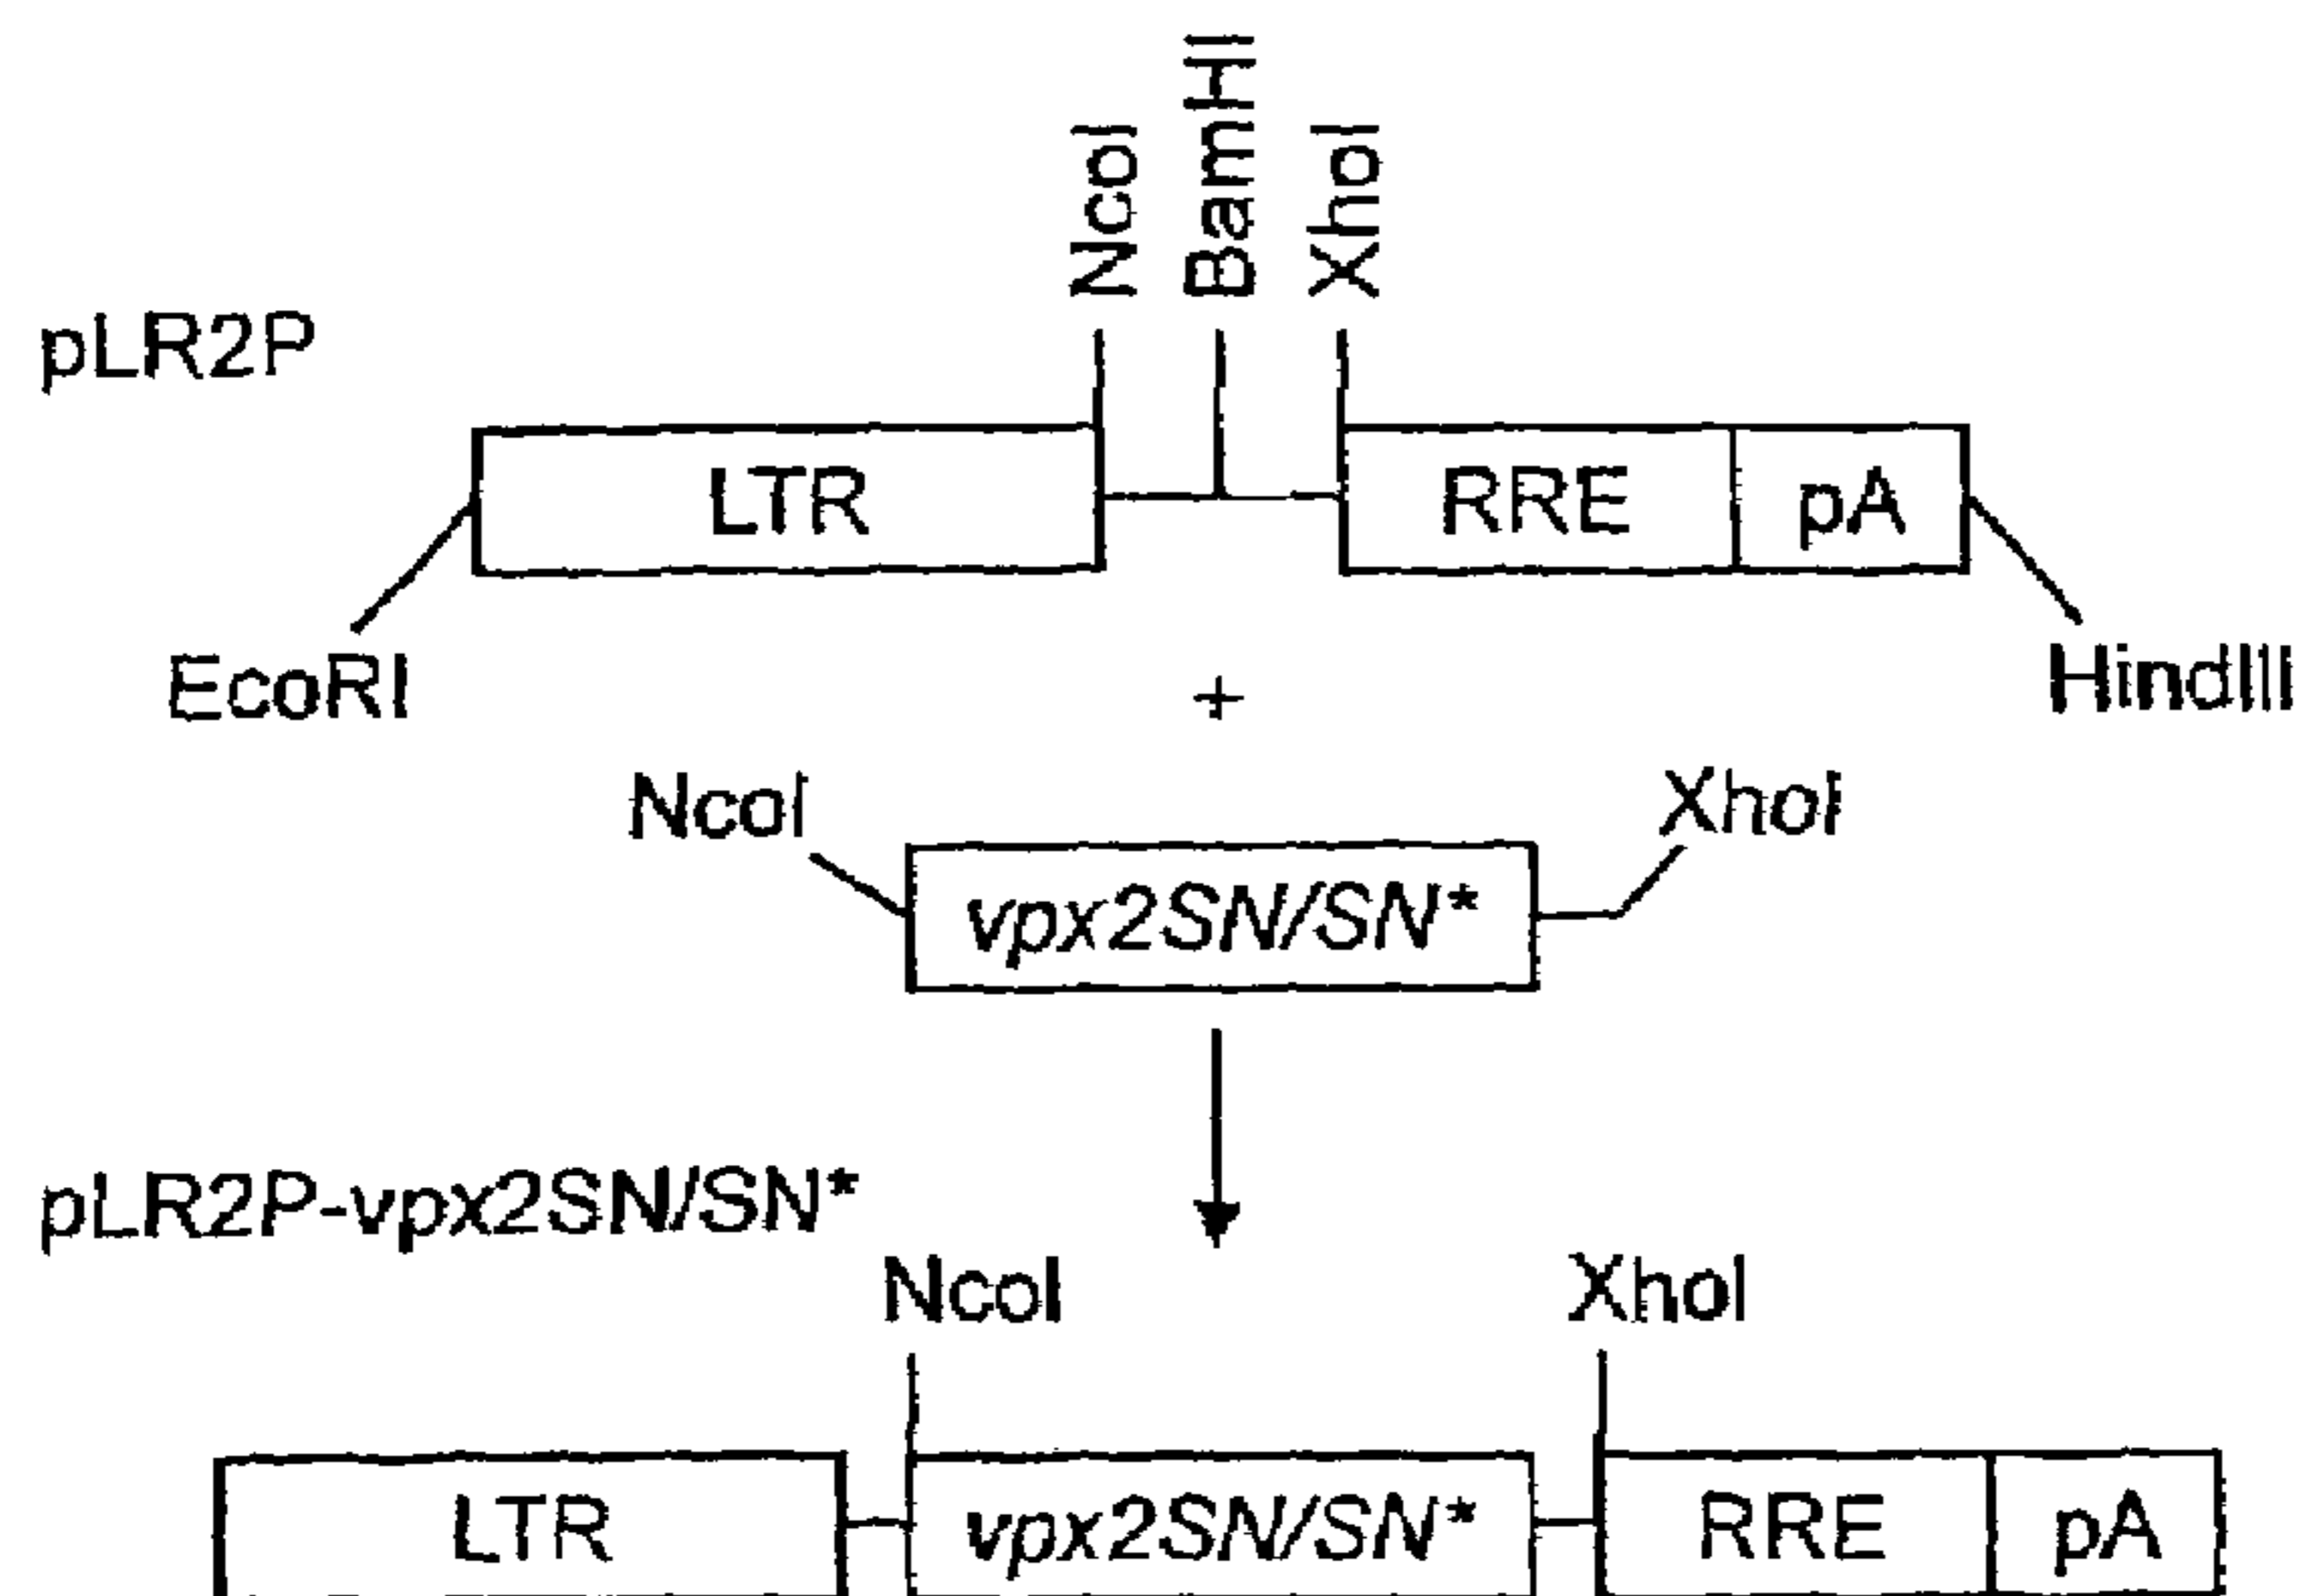 NcoI
BamHI
XhoI
pLR2P
LTR
RRE
pA
EcoRI
+
HindIII
NcoI
XhoI
vpx2SN/SN*
pLR2P-vpx2SN/SN*
NcoI
XhoI
LTR
vpx2SN/SN*
RRE
pA